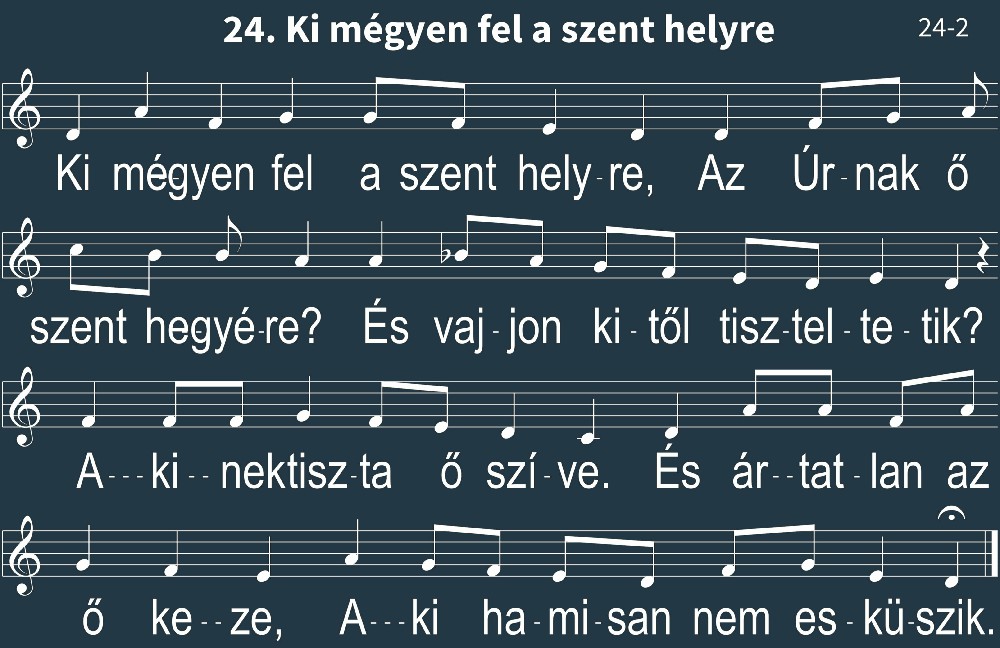 24. Ki mégyen fel a szent helyre
24-2
Ki mé-gyen fel a szent hely-re, Az Úr-nak ő
szent hegyé-re? És vaj-jon ki-től tisz-tel-te-tik?
A---ki--nektisz-ta ő szí-ve. És ár--tat-lan az
ő ke--ze, A---ki ha-mi-san nem es-kü-szik.